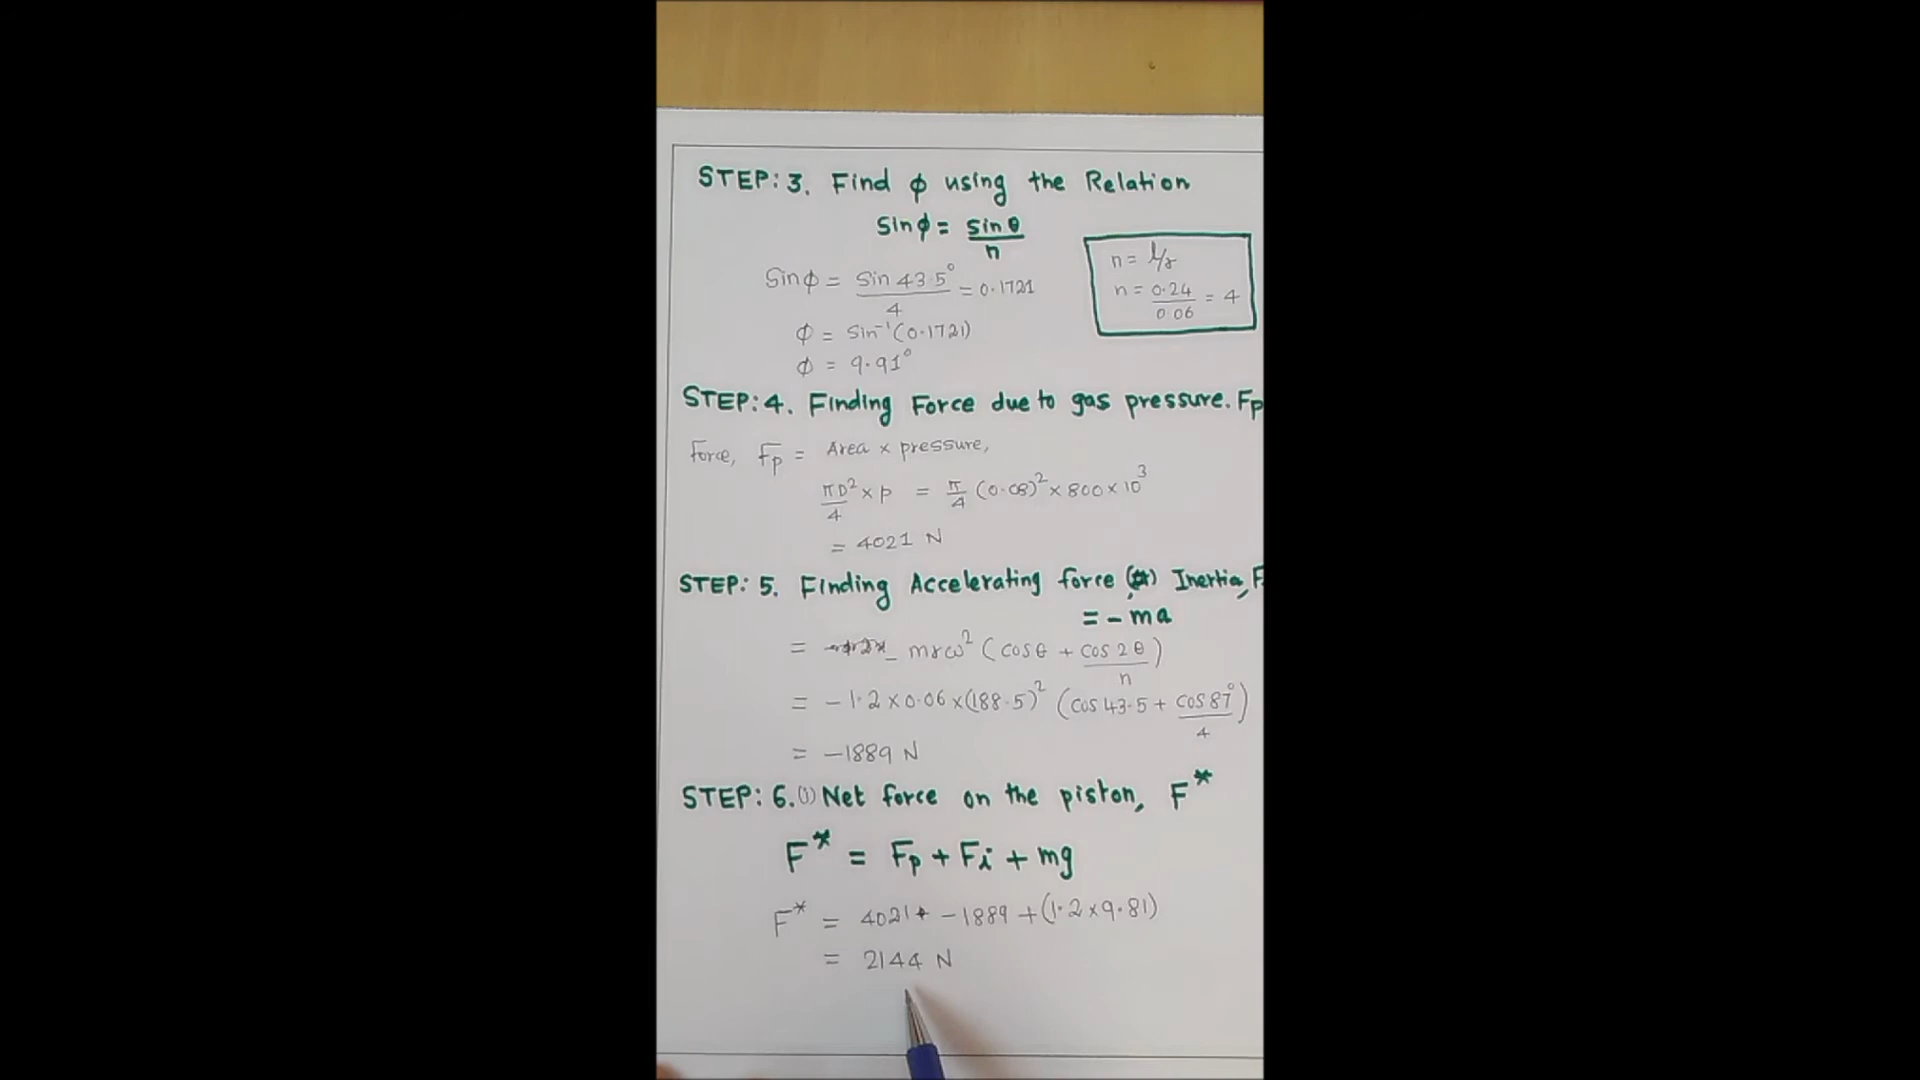 STEP:3. Find φ using the Relation
Sinφ = sin θ / n
n = l/r
n = 0.24 / 0.06 = 4
Sinφ = Sin 43.5° / 4 = 0.1721
φ = Sin⁻¹(0.1721)
φ = 9.91°
STEP:4. Finding Force due to gas pressure. Fp
Force, Fp = Area x pressure,
πD²/4 x p = π/4 (0.08)² x 800 x 10³
= 4021 N
STEP: 5. Finding Accelerating force Inertia, F
= - ma
= - mrω² (cosθ + cos 2θ / n)
= - 1.2 x 0.06 x (188.5)² (cos 43.5 + cos 87° / 4)
= -1889 N
STEP: 6.(i) Net force on the piston, F*
F* = Fp + Fi + mg
F* = 4021 + -1889 + (1.2 x 9.81)
= 2144 N